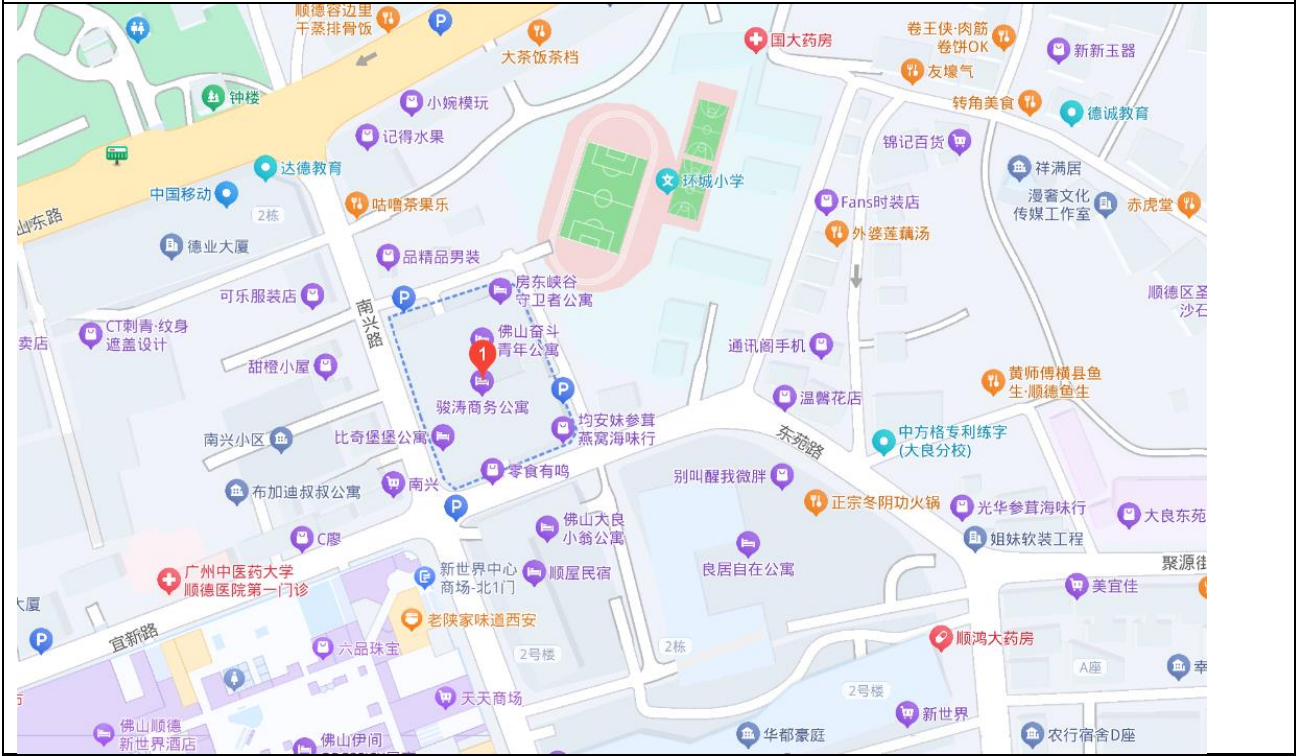 顺德容边里
干蒸排骨饭
P
大茶饭茶档
国大药房
卷王侠·肉筋
卷饼OK
新新玉器
友壕气
钟楼
小婉模玩
转角美食
德诚教育
记得水果
锦记百货
达德教育
文
环城小学
祥满居
中国移动
漫奢文化
传媒工作室
赤虎堂
2栋
咕噜茶果乐
Fans时装店
山东路
外婆莲藕汤
德业大厦
品精品男装
房东峡谷
守卫者公寓
可乐服装店
P
南兴路
顺德区圣
沙石
CT刺青·纹身
遮盖设计
卖店
佛山奋斗
青年公寓
1
通讯阁手机
甜橙小屋
黄师傅横县鱼
生·顺德鱼生
P
骏涛商务公寓
温馨花店
均安妹参茸
燕窝海味行
南兴小区
比奇堡堡公寓
东苑路
中方格专利练字
(大良分校)
零食有鸣
别叫醒我微胖
布加迪叔叔公寓
南兴
P
正宗冬阴功火锅
光华参茸海味行
大良东苑
佛山大良
小翁公寓
C廖
姐妹软装工程
良居自在公寓
聚源街
广州中医药大学
顺德医院第一门诊
新世界中心
商场-北1门
顺屋民宿
美宜佳
大厦
老陕家味道西安
P
宜新路
顺鸿大药房
六品珠宝
2号楼
2栋
A座
幸
天天商场
2号楼
新世界
佛山顺德
新世界酒店
佛山伊间
华都豪庭
农行宿舍D座